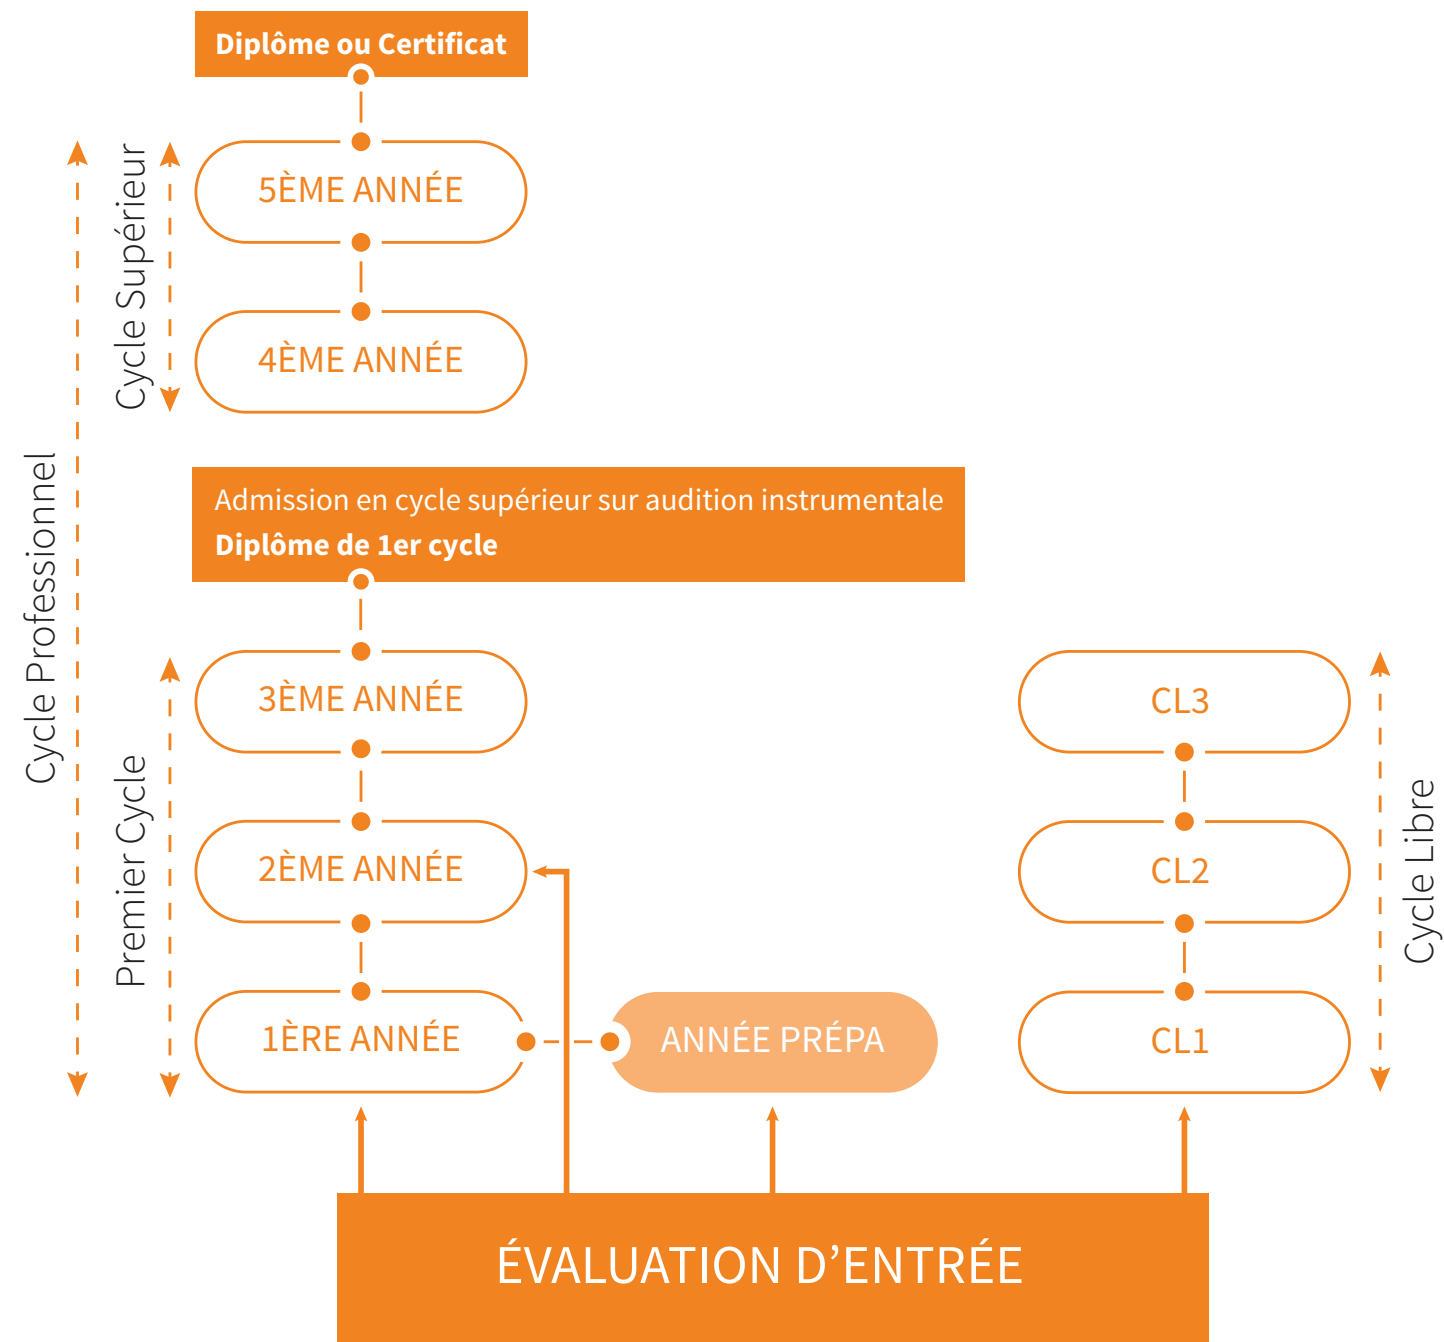 Diplôme ou Certificat
5ÈME ANNÉE
4ÈME ANNÉE
Cycle Supérieur
Cycle Professionnel
Admission en cycle supérieur sur audition instrumentale
Diplôme de 1er cycle
3ÈME ANNÉE
2ÈME ANNÉE
1ÈRE ANNÉE
Premier Cycle
ANNÉE PRÉPA
CL3
CL2
CL1
Cycle Libre
ÉVALUATION D’ENTRÉE